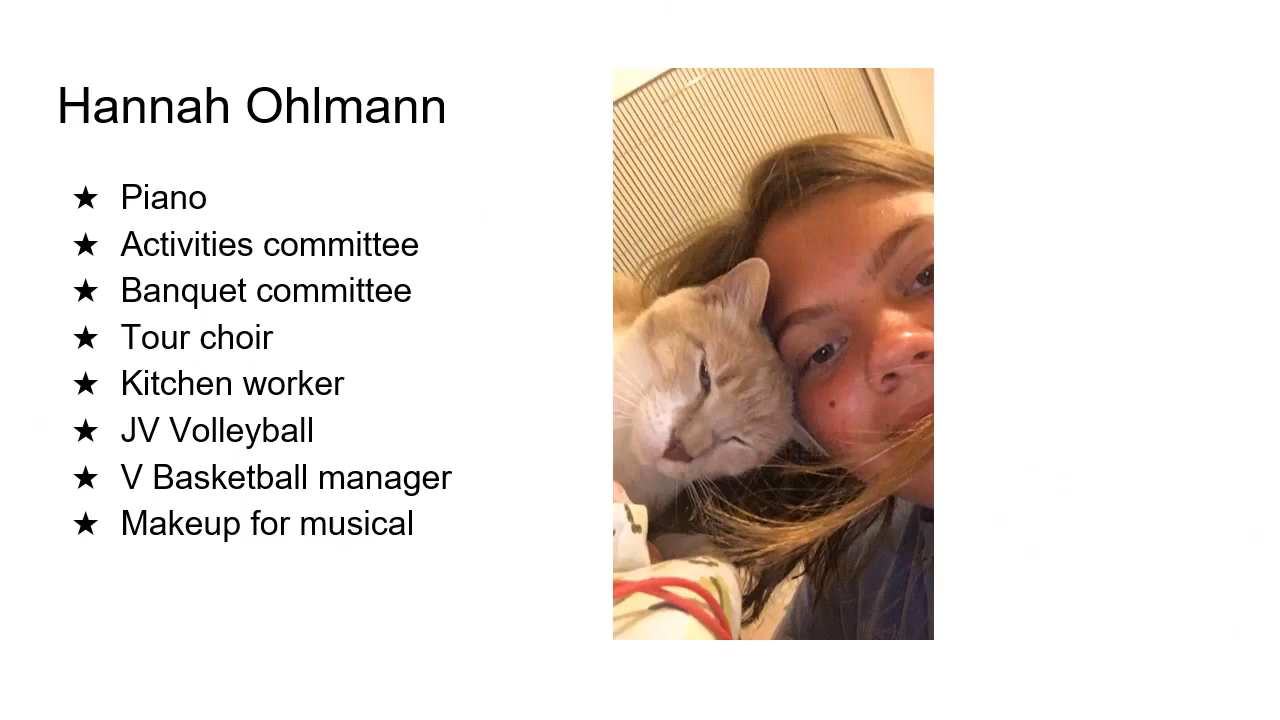 Hannah Ohlmann
★ Piano
★ Activities committee
★ Banquet committee
★ Tour choir
★ Kitchen worker
★ JV Volleyball
★ V Basketball manager
★ Makeup for musical